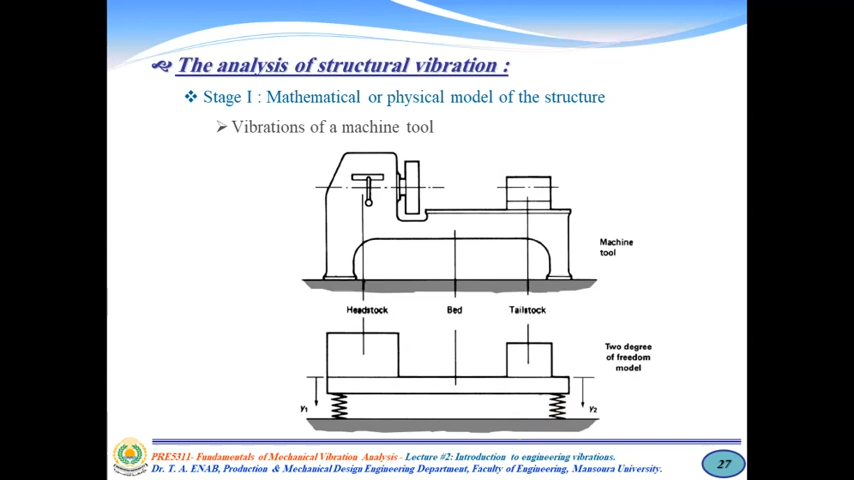 The analysis of structural vibration :
Stage I : Mathematical or physical model of the structure
Vibrations of a machine tool
Machine
tool
Headstock
Bed
Tailstock
Two degree
of freedom
model
y1
y2
PRE5311- Fundamentals of Mechanical Vibration Analysis - Lecture #2: Introduction to engineering vibrations.
Dr. T. A. ENAB, Production & Mechanical Design Engineering Department, Faculty of Engineering, Mansoura University.
27